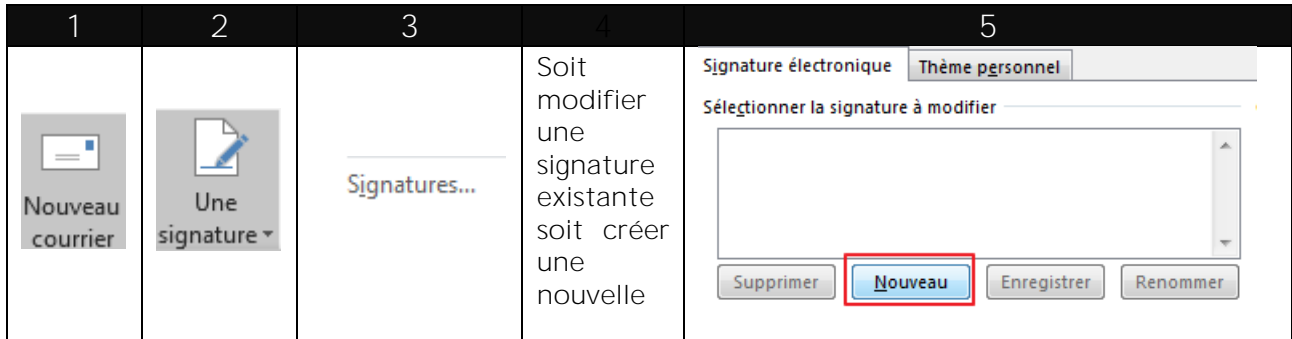 1 2 3 4 5
Nouveau
courrier
Une
signature
Signatures...
Soit
modifier
une
signature
existante
soit créer
une
nouvelle
Signature électronique Thème personnel
Sélectionner la signature à modifier
Supprimer Nouveau Enregistrer Renommer